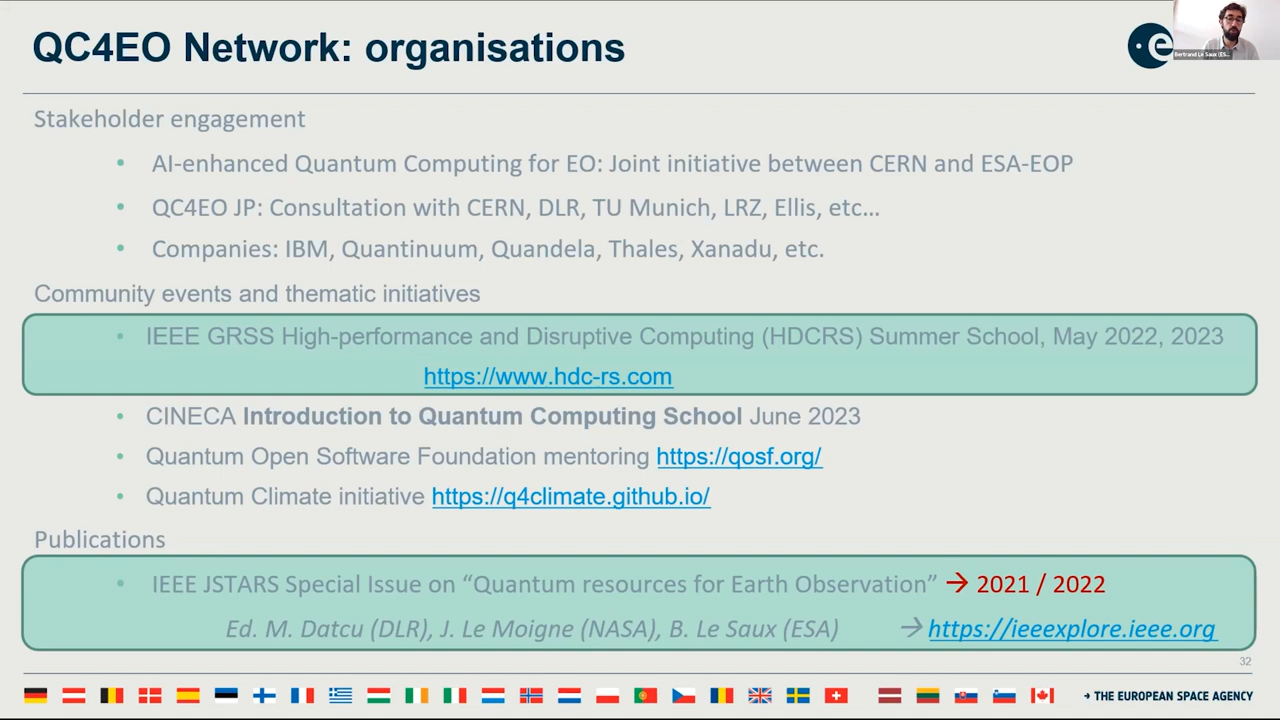 QC4EO Network: organisations
Bertrand Le Saux (ES...
Stakeholder engagement
• AI-enhanced Quantum Computing for EO: Joint initiative between CERN and ESA-EOP
• QC4EO JP: Consultation with CERN, DLR, TU Munich, LRZ, Ellis, etc...
• Companies: IBM, Quantinuum, Quandela, Thales, Xanadu, etc.
Community events and thematic initiatives
• IEEE GRSS High-performance and Disruptive Computing (HDCRS) Summer School, May 2022, 2023
https://www.hdc-rs.com
• CINECA Introduction to Quantum Computing School June 2023
• Quantum Open Software Foundation mentoring https://qosf.org/
• Quantum Climate initiative https://q4climate.github.io/
Publications
• IEEE JSTARS Special Issue on “Quantum resources for Earth Observation” → 2021 / 2022
Ed. M. Datcu (DLR), J. Le Moigne (NASA), B. Le Saux (ESA) → https://ieeexplore.ieee.org
32
→ THE EUROPEAN SPACE AGENCY